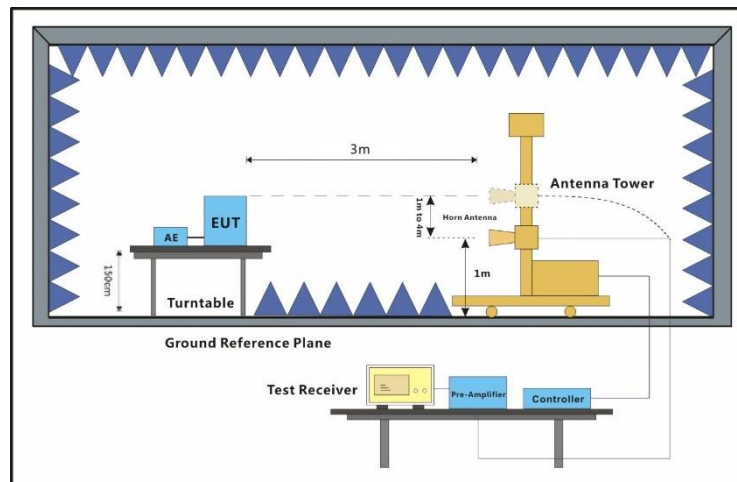 3m
Antenna Tower
1m to 4m
Horn Antenna
EUT
AE
1m
150cm
Turntable
Ground Reference Plane
Test Receiver
Pre-Amplifier
Controller